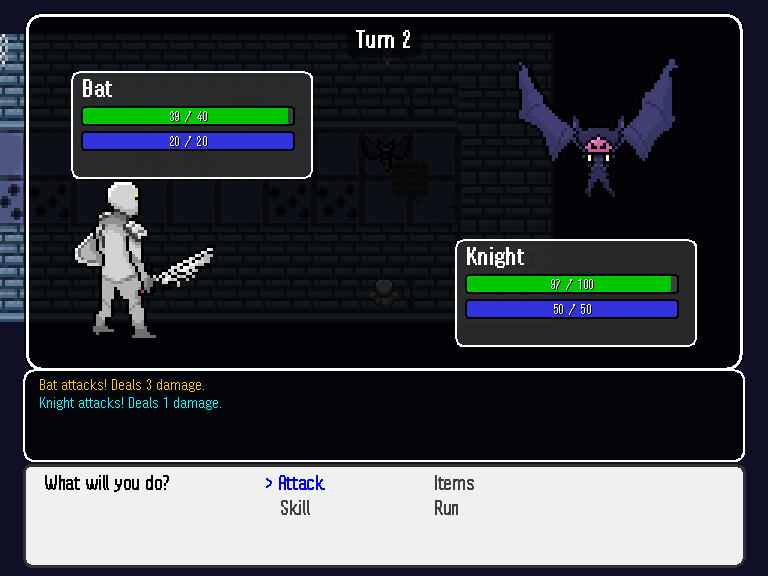 Turn 2
Bat
39 / 40
20 / 20
Knight
97 / 100
50 / 50
Bat attacks! Deals 3 damage.
Knight attacks! Deals 1 damage.
What will you do?
> Attack
Items
Skill
Run